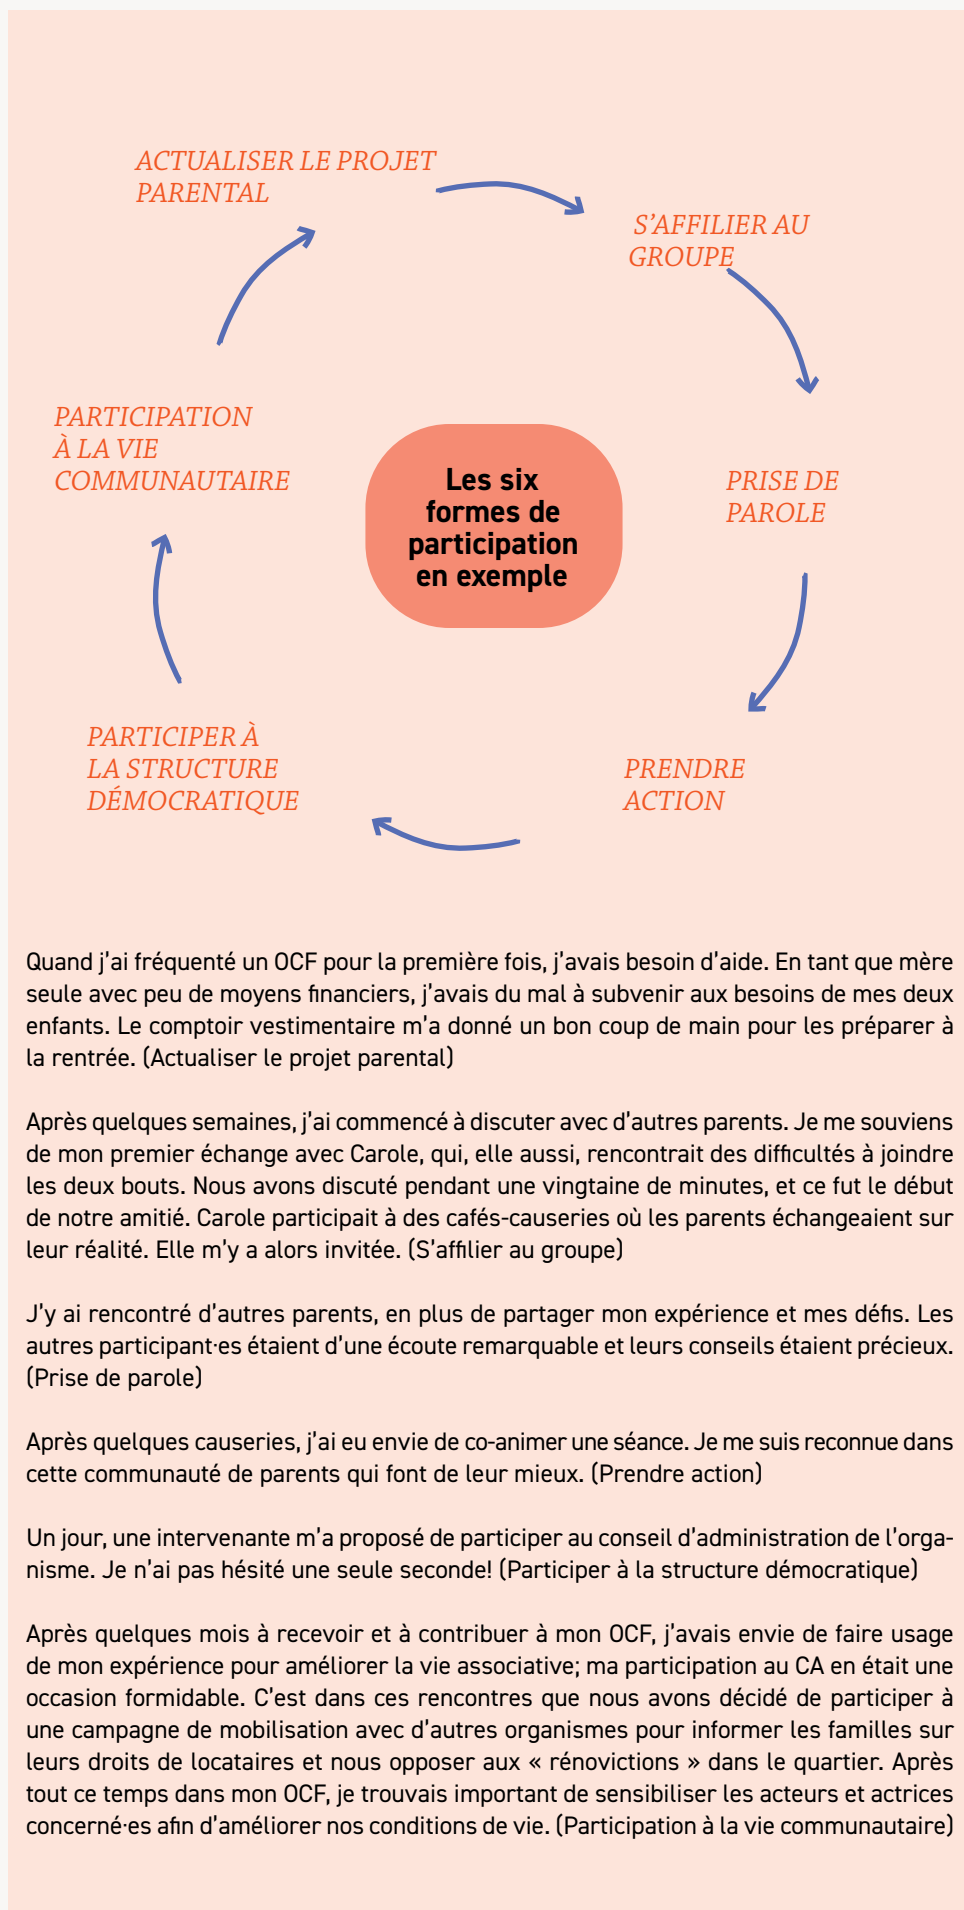 ACTUALISER LE PROJET
PARENTAL
S’AFFILIER AU
GROUPE
PARTICIPATION
À LA VIE
COMMUNAUTAIRE
Les six
formes de
participation
en exemple
PRISE DE
PAROLE
PARTICIPER À
LA STRUCTURE
DÉMOCRATIQUE
PRENDRE
ACTION
Quand j’ai fréquenté un OCF pour la première fois, j’avais besoin d’aide. En tant que mère
seule avec peu de moyens financiers, j’avais du mal à subvenir aux besoins de mes deux
enfants. Le comptoir vestimentaire m’a donné un bon coup de main pour les préparer à
la rentrée. (Actualiser le projet parental)
Après quelques semaines, j’ai commencé à discuter avec d’autres parents. Je me souviens
de mon premier échange avec Carole, qui, elle aussi, rencontrait des difficultés à joindre
les deux bouts. Nous avons discuté pendant une vingtaine de minutes, et ce fut le début
de notre amitié. Carole participait à des cafés-causeries où les parents échangeaient sur
leur réalité. Elle m’y a alors invitée. (S’affilier au groupe)
J’y ai rencontré d’autres parents, en plus de partager mon expérience et mes défis. Les
autres participant·es étaient d’une écoute remarquable et leurs conseils étaient précieux.
(Prise de parole)
Après quelques causeries, j’ai eu envie de co-animer une séance. Je me suis reconnue dans
cette communauté de parents qui font de leur mieux. (Prendre action)
Un jour, une intervenante m’a proposé de participer au conseil d’administration de l’orga-
nisme. Je n’ai pas hésité une seule seconde! (Participer à la structure démocratique)
Après quelques mois à recevoir et à contribuer à mon OCF, j’avais envie de faire usage
de mon expérience pour améliorer la vie associative; ma participation au CA en était une
occasion formidable. C’est dans ces rencontres que nous avons décidé de participer à
une campagne de mobilisation avec d’autres organismes pour informer les familles sur
leurs droits de locataires et nous opposer aux « rénovictions » dans le quartier. Après
tout ce temps dans mon OCF, je trouvais important de sensibiliser les acteurs et actrices
concerné·es afin d’améliorer nos conditions de vie. (Participation à la vie communautaire)